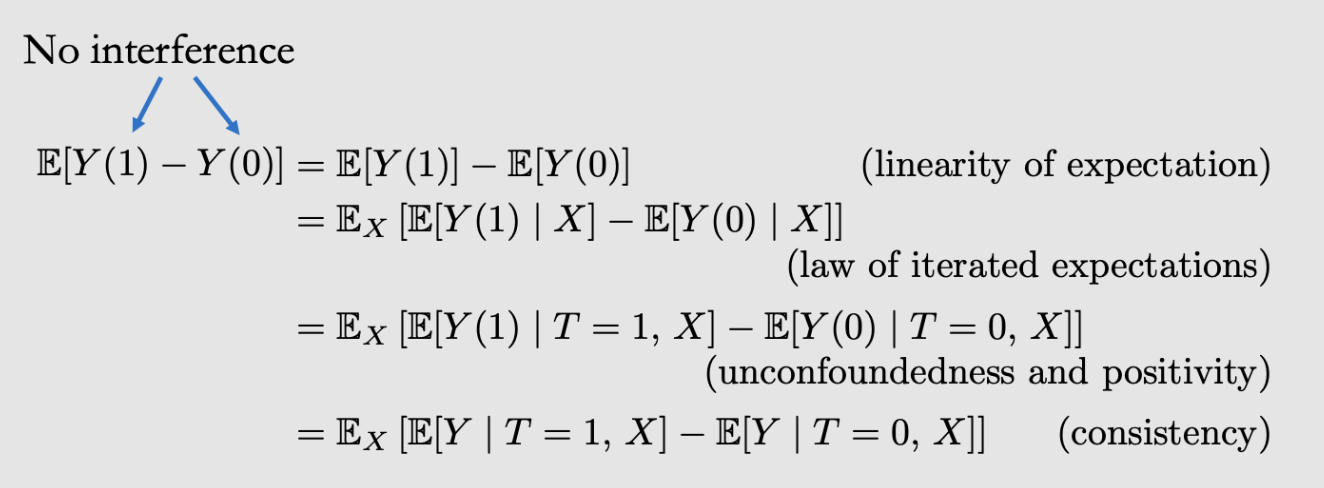 No interference
𝔼[Y(1) − Y(0)] = 𝔼[Y(1)] − 𝔼[Y(0)] (linearity of expectation)
= 𝔼_X [𝔼[Y(1) | X] − 𝔼[Y(0) | X]]
(law of iterated expectations)
= 𝔼_X [𝔼[Y(1) | T = 1, X] − 𝔼[Y(0) | T = 0, X]]
(unconfoundedness and positivity)
= 𝔼_X [𝔼[Y | T = 1, X] − 𝔼[Y | T = 0, X]] (consistency)